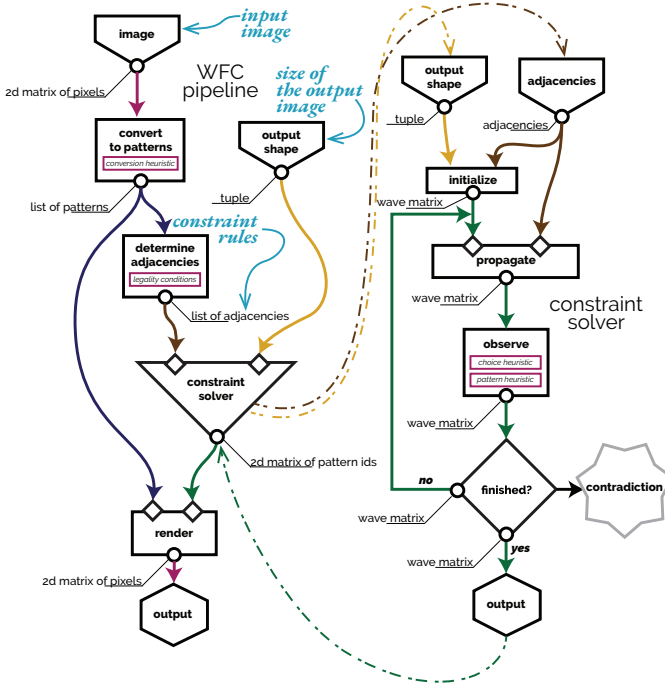 image
input
image
2d matrix of pixels
WFC
pipeline
size of
the output
image
convert
to patterns
conversion heuristic
output
shape
list of patterns
tuple
constraint
rules
determine
adjacencies
legality conditions
list of adjacencies
constraint
solver
2d matrix of pattern ids
render
2d matrix of pixels
output
output
shape
adjacencies
tuple
adjacencies
initialize
wave matrix
propagate
wave matrix
constraint
solver
observe
choice heuristic
pattern heuristic
wave matrix
no
finished?
contradiction
wave matrix
yes
wave matrix
output